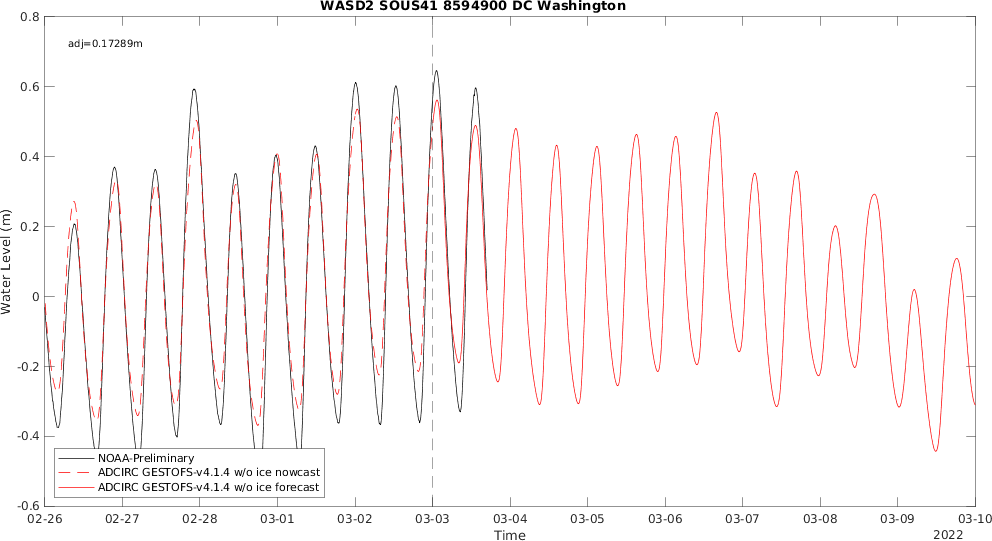 WASD2 SOUS41 8594900 DC Washington
adj=0.17289m
Water Level (m)
0.8
0.6
0.4
0.2
0
-0.2
-0.4
-0.6
NOAA-Preliminary
ADCIRC GESTOFS-v4.1.4 w/o ice nowcast
ADCIRC GESTOFS-v4.1.4 w/o ice forecast
02-26 02-27 02-28 03-01 03-02 03-03 03-04 03-05 03-06 03-07 03-08 03-09 03-10
Time
2022